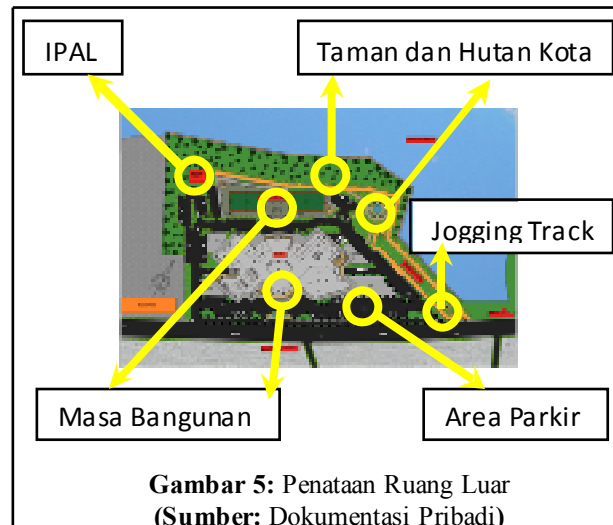 IPAL
Taman dan Hutan Kota
Jogging Track
Masa Bangunan
Area Parkir
Gambar 5: Penataan Ruang Luar
(Sumber: Dokumentasi Pribadi)